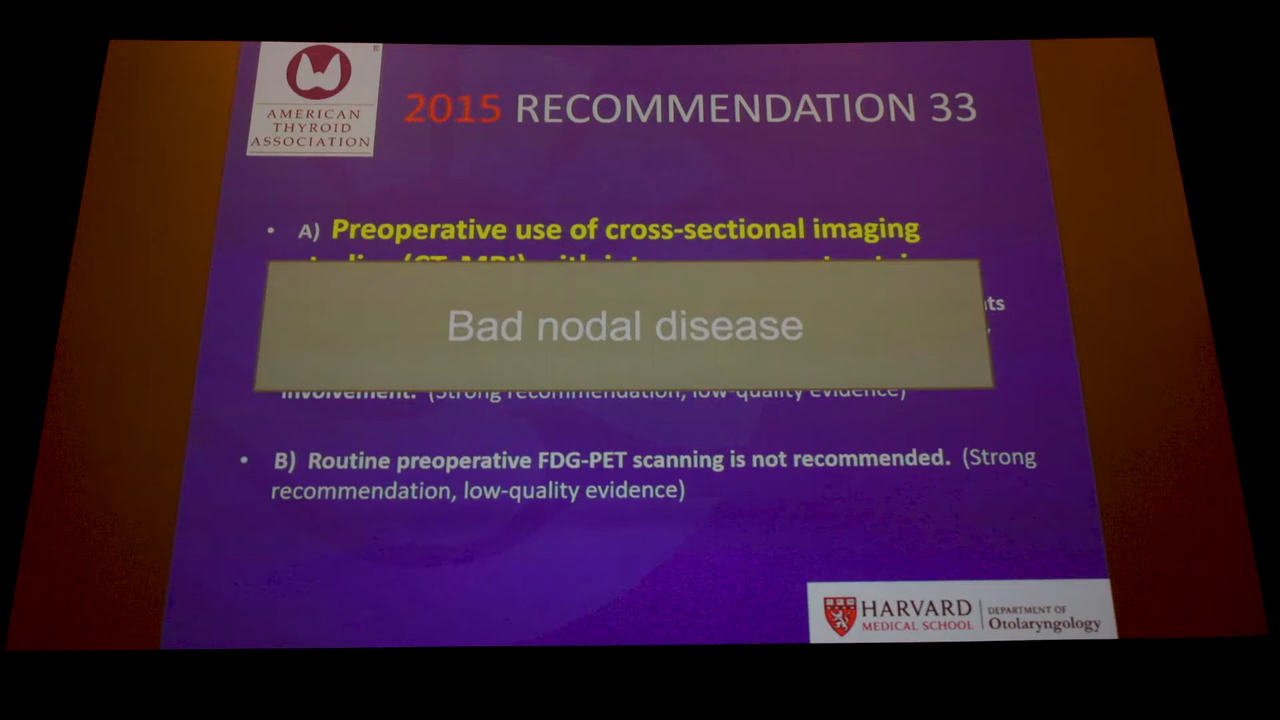 AMERICAN
THYROID
ASSOCIATION
2015 RECOMMENDATION 33
• A) Preoperative use of cross-sectional imaging
Bad nodal disease
involvement. (Strong recommendation, low-quality evidence)
• B) Routine preoperative FDG-PET scanning is not recommended. (Strong
recommendation, low-quality evidence)
HARVARD
MEDICAL SCHOOL
DEPARTMENT OF
Otolaryngology